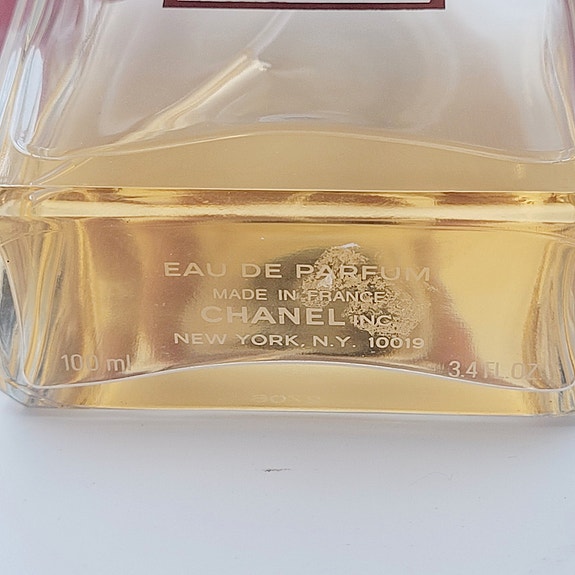 EAU DE PARFUM
MADE IN FRANCE
CHANEL INC.
NEW YORK, N.Y. 10019
100 ml
3.4 FL.OZ